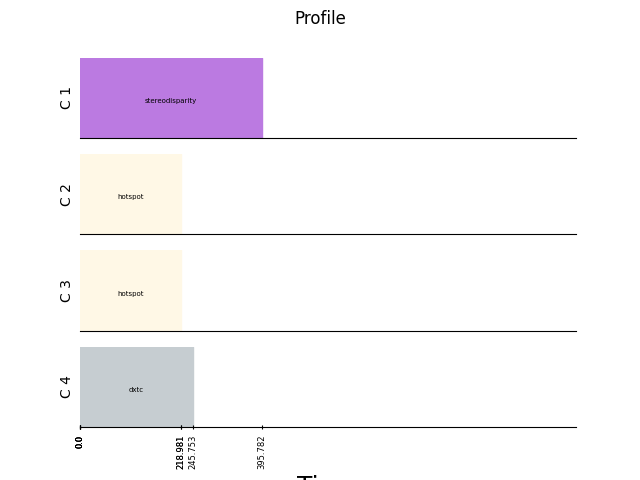 Profile
C 1
stereodisparity
C 2
hotspot
C 3
hotspot
C 4
dxtc
0.0
218.981
245.753
395.782